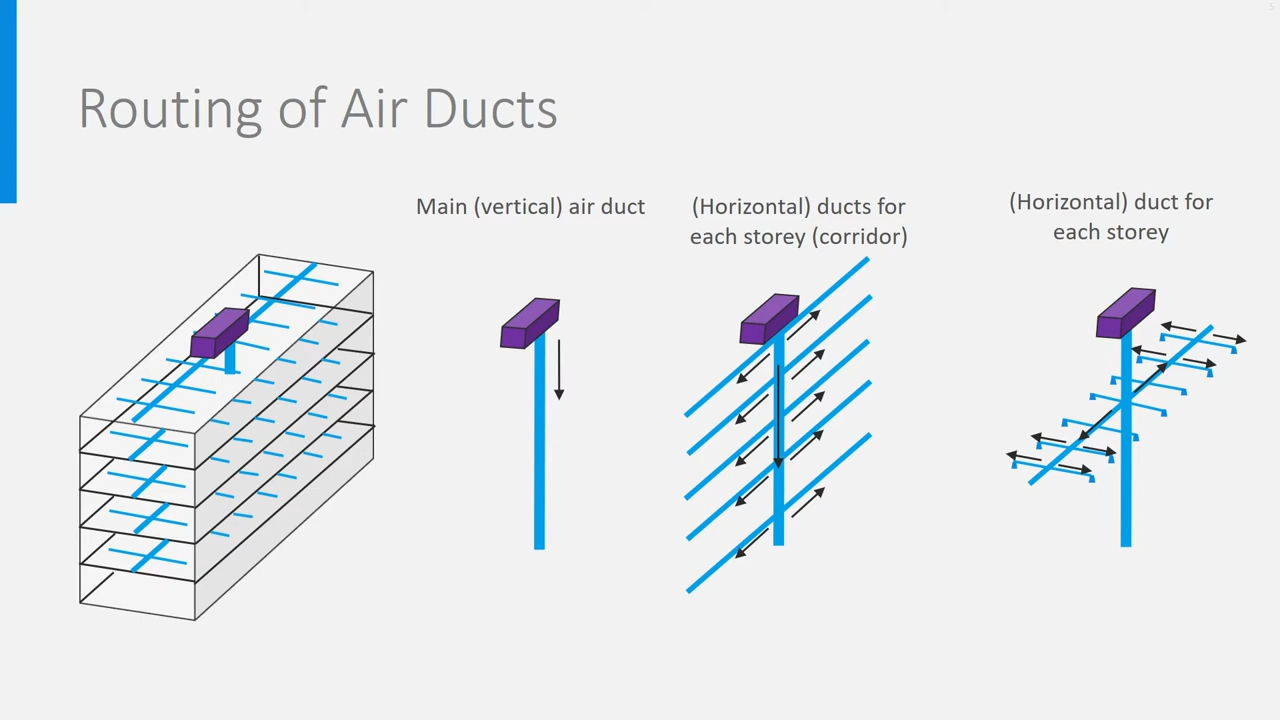 5
Routing of Air Ducts
Main (vertical) air duct
(Horizontal) ducts for
each storey (corridor)
(Horizontal) duct for
each storey